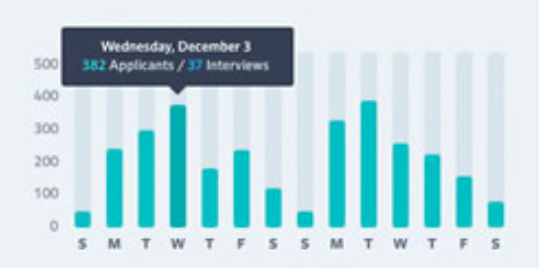 Wednesday, December 3
382 Applicants / 37 Interviews
500
400
300
200
100
0
S M T W T F S S M T W T F S